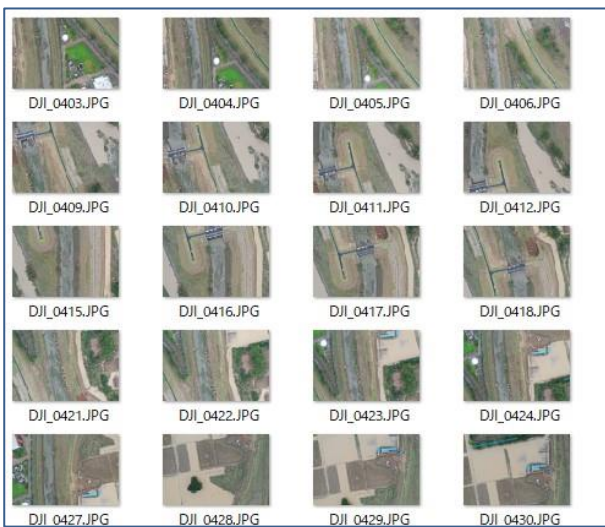 DJI_0403.JPG DJI_0404.JPG DJI_0405.JPG DJI_0406.JPG
DJI_0409.JPG DJI_0410.JPG DJI_0411.JPG DJI_0412.JPG
DJI_0415.JPG DJI_0416.JPG DJI_0417.JPG DJI_0418.JPG
DJI_0421.JPG DJI_0422.JPG DJI_0423.JPG DJI_0424.JPG
DJI_0427.JPG DJI_0428.JPG DJI_0429.JPG DJI_0430.JPG